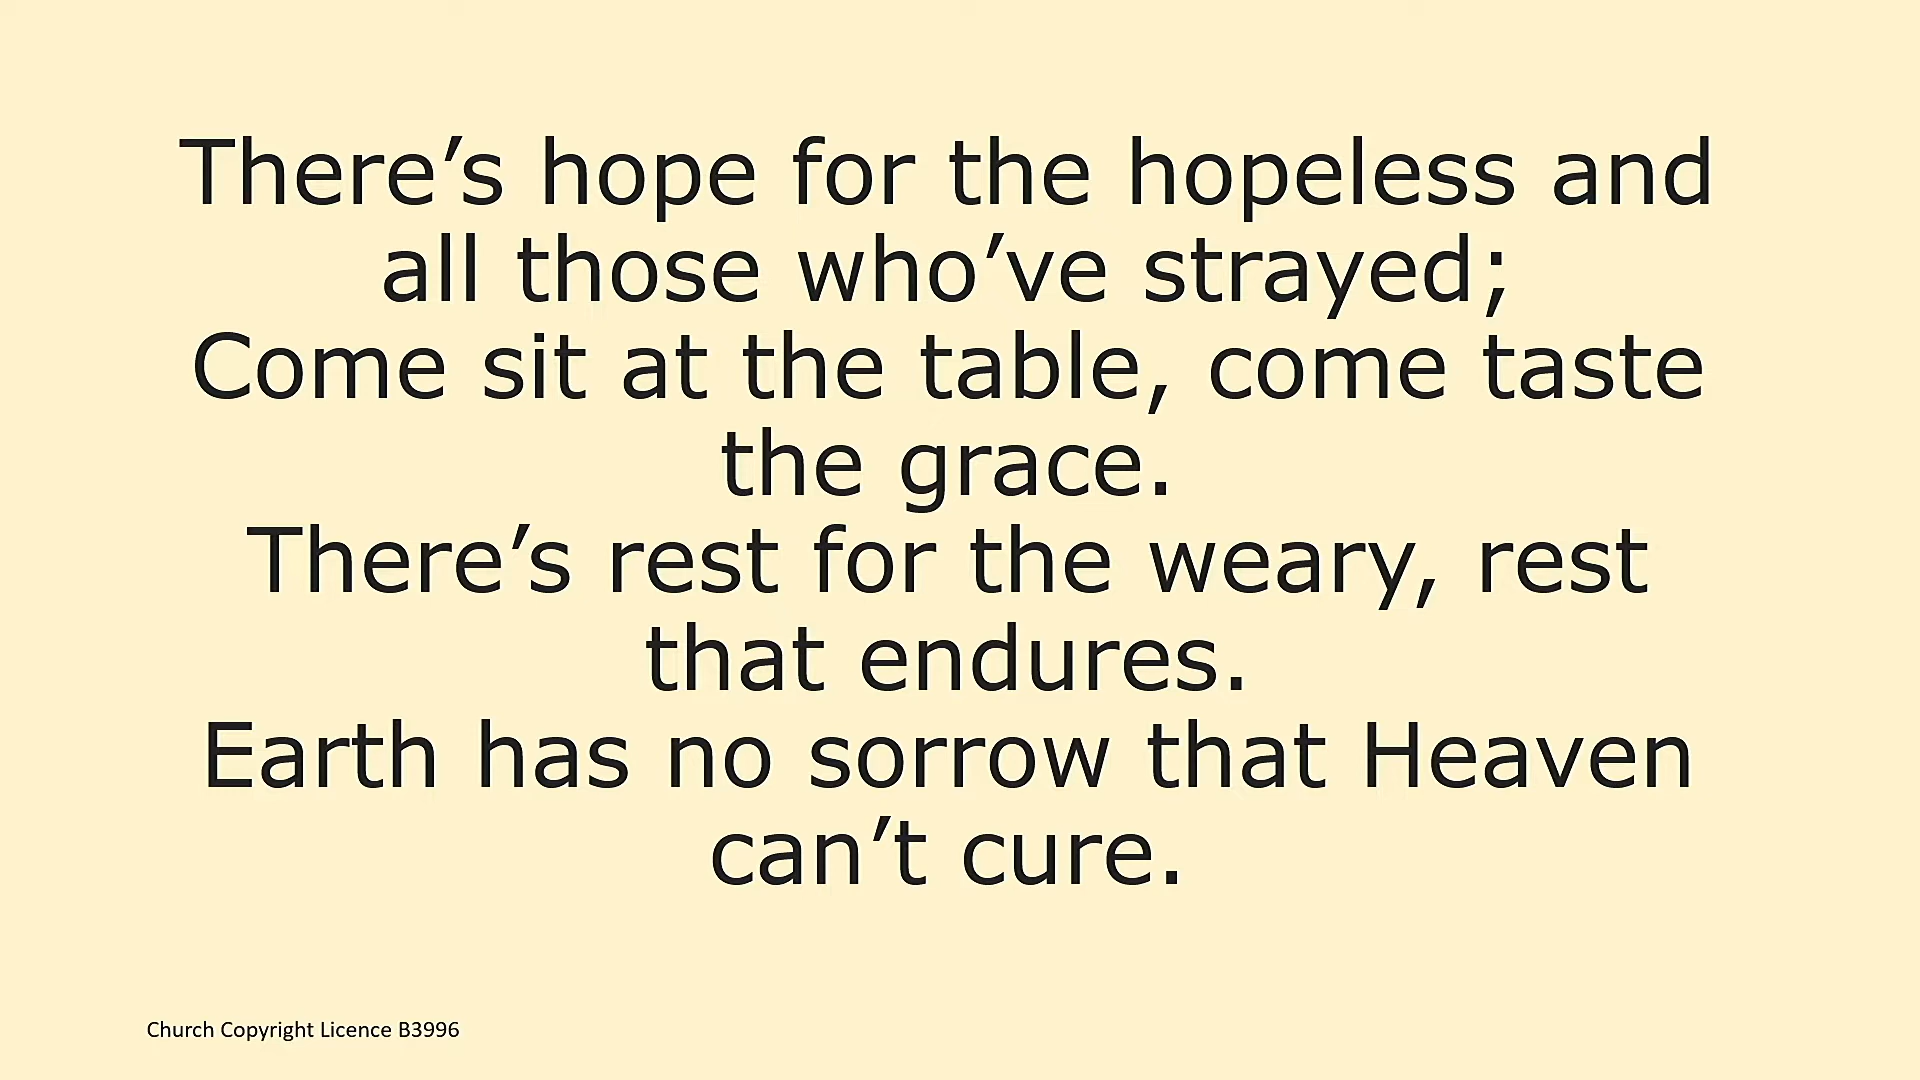 There’s hope for the hopeless and
all those who’ve strayed;
Come sit at the table, come taste
the grace.
There’s rest for the weary, rest
that endures.
Earth has no sorrow that Heaven
can’t cure.
Church Copyright Licence B3996